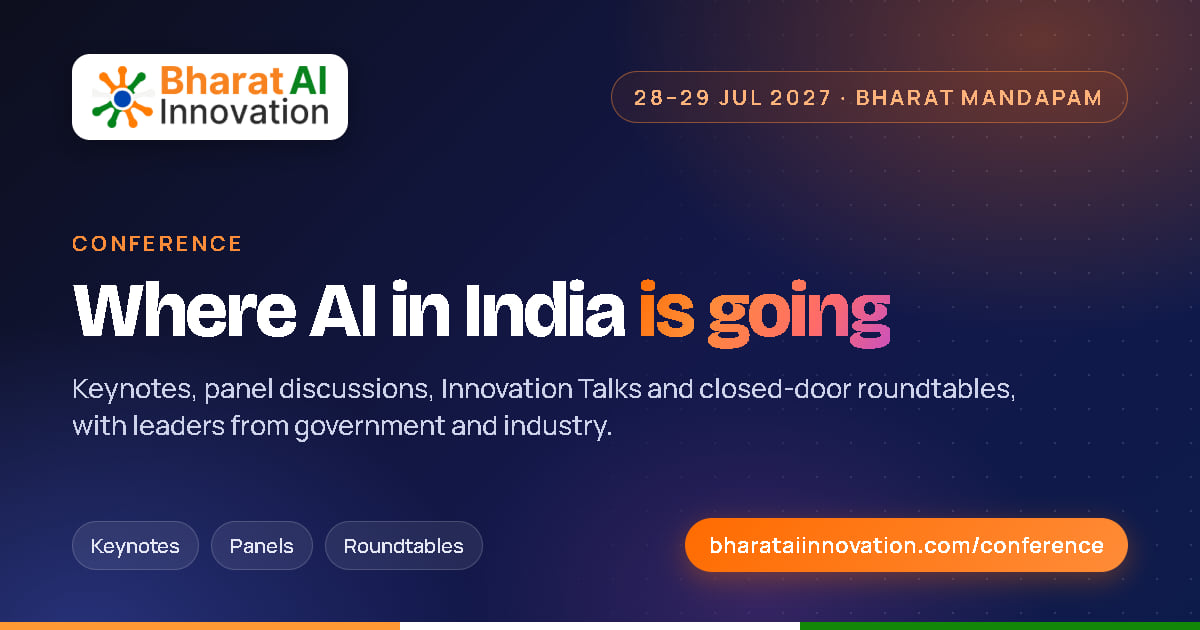 Bharat AI
Innovation
28–29 JUL 2027 · BHARAT MANDAPAM
CONFERENCE
Where AI in India is going
Keynotes, panel discussions, Innovation Talks and closed-door roundtables,
with leaders from government and industry.
Keynotes
Panels
Roundtables
bharataiinnovation.com/conference